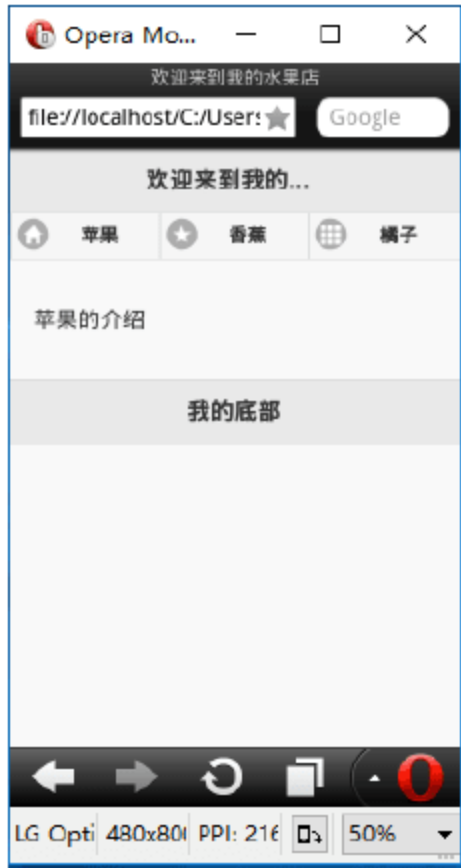 Opera Mo...
欢迎来到我的水果店
file://localhost/C:/Users
Google
欢迎来到我的...
苹果 香蕉 橘子
苹果的介绍
我的底部
LG Opti 480x80 PPI: 216 50%